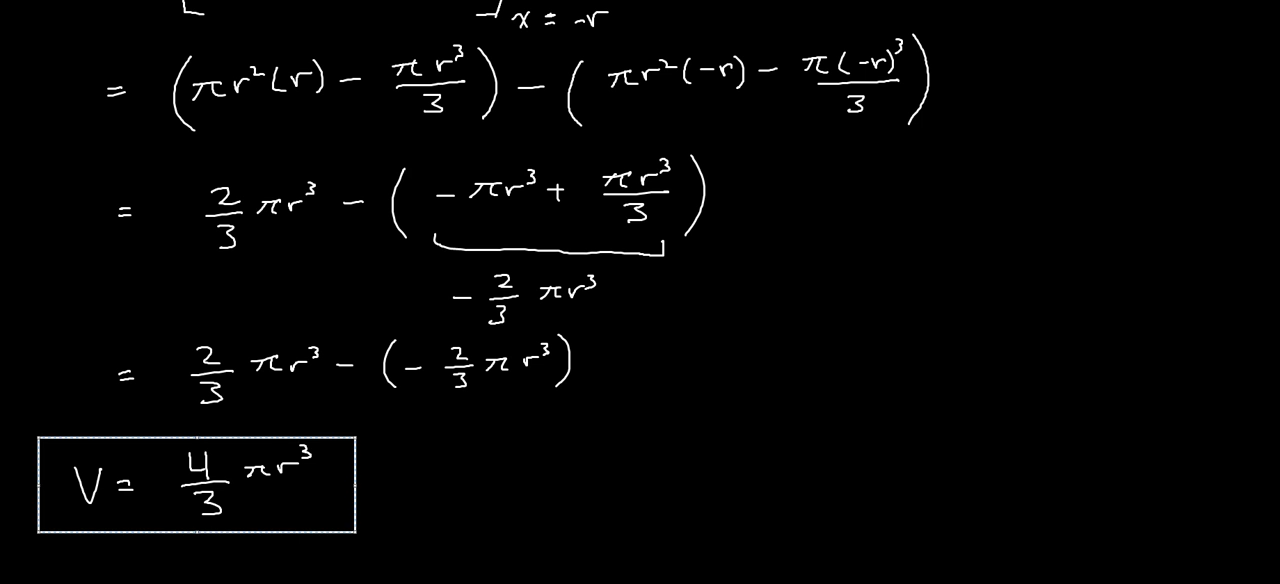 x = -r
= (πr²(r) - πr³/3) - (πr²(-r) - π(-r)³/3)
= 2/3 πr³ - (-πr³ + πr³/3)
- 2/3 πr³
= 2/3 πr³ - (- 2/3 π r³)
V = 4/3 πr³